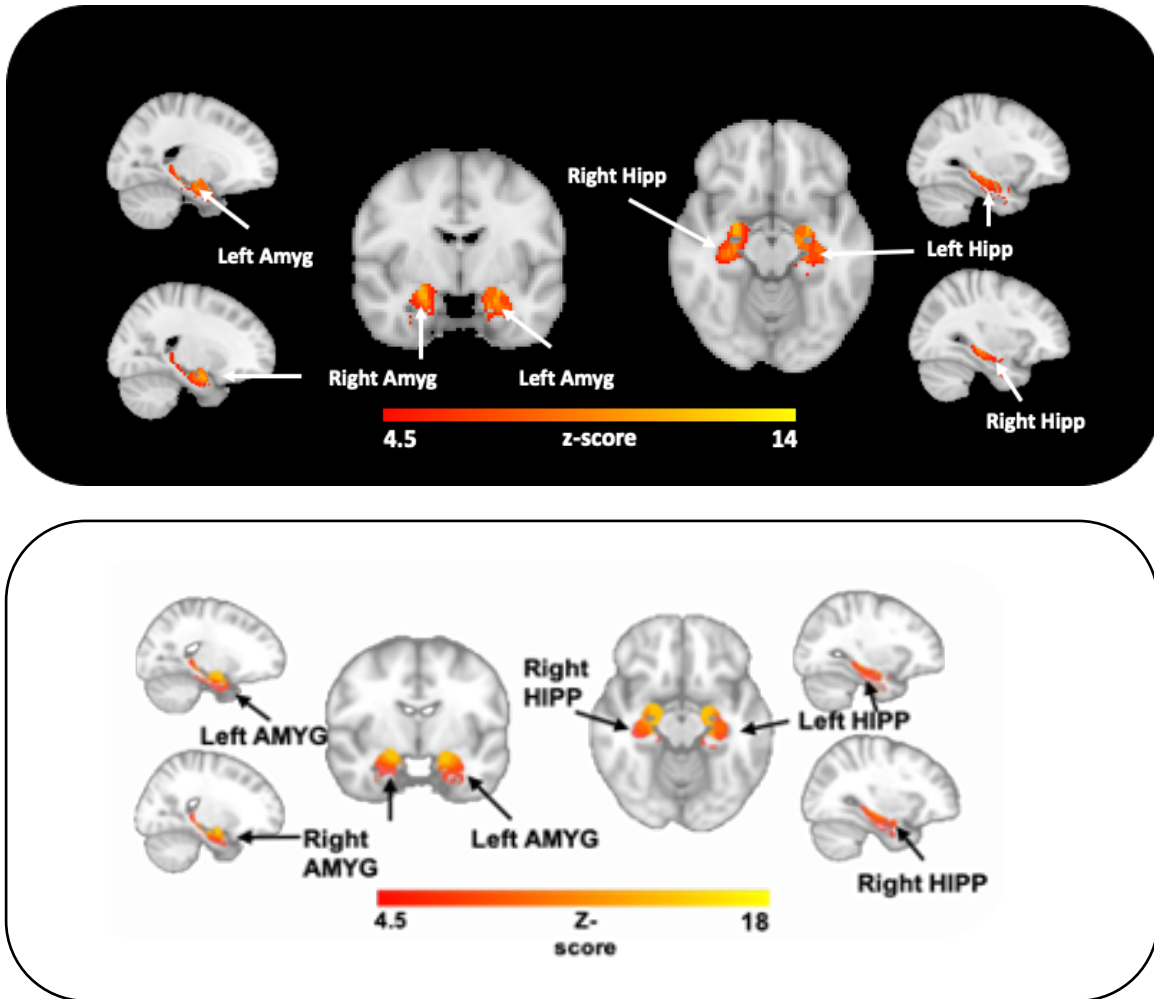 Right Hipp
Left Amyg
Left Hipp
Right Amyg
Left Amyg
Right Hipp
4.5
z-score
14
Right
HIPP
Left AMYG
Left HIPP
Right
AMYG
Left AMYG
Right HIPP
4.5
Z-
score
18